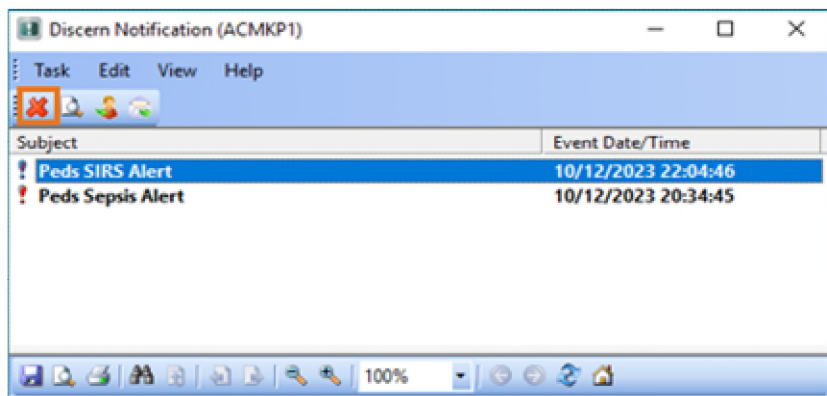 Discern Notification (ACMKP1)
Task Edit View Help
Subject Event Date/Time
Peds SIRS Alert 10/12/2023 22:04:46
Peds Sepsis Alert 10/12/2023 20:34:45
100%